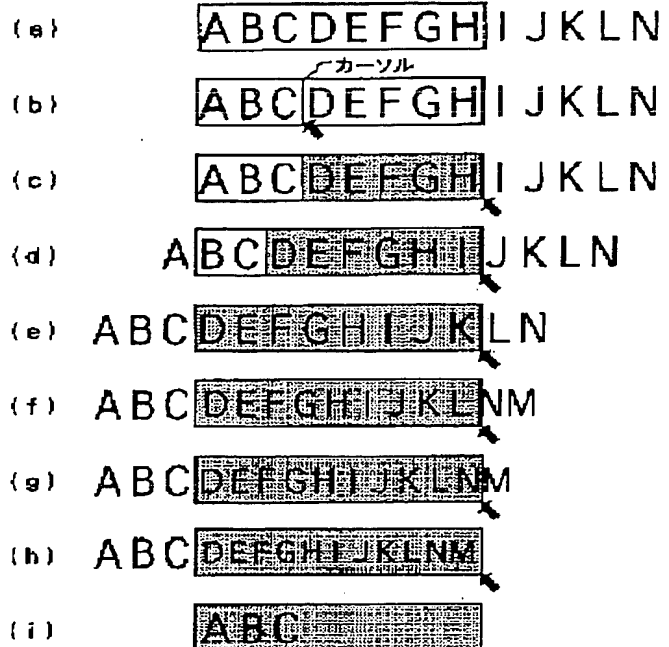 (a) ABCDEFGHIJKLN
カーソル
(b) ABCDEFGHIJKLN
(c) ABCDEFGHIJKLN
(d) ABCDEFGHIJKLN
(e) ABCDEFGHIJKLN
(f) ABCDEFGHIJKLNM
(g) ABCDEFGHIJKLNM
(h) ABCDEFGHIJKLNM
(i) ABC